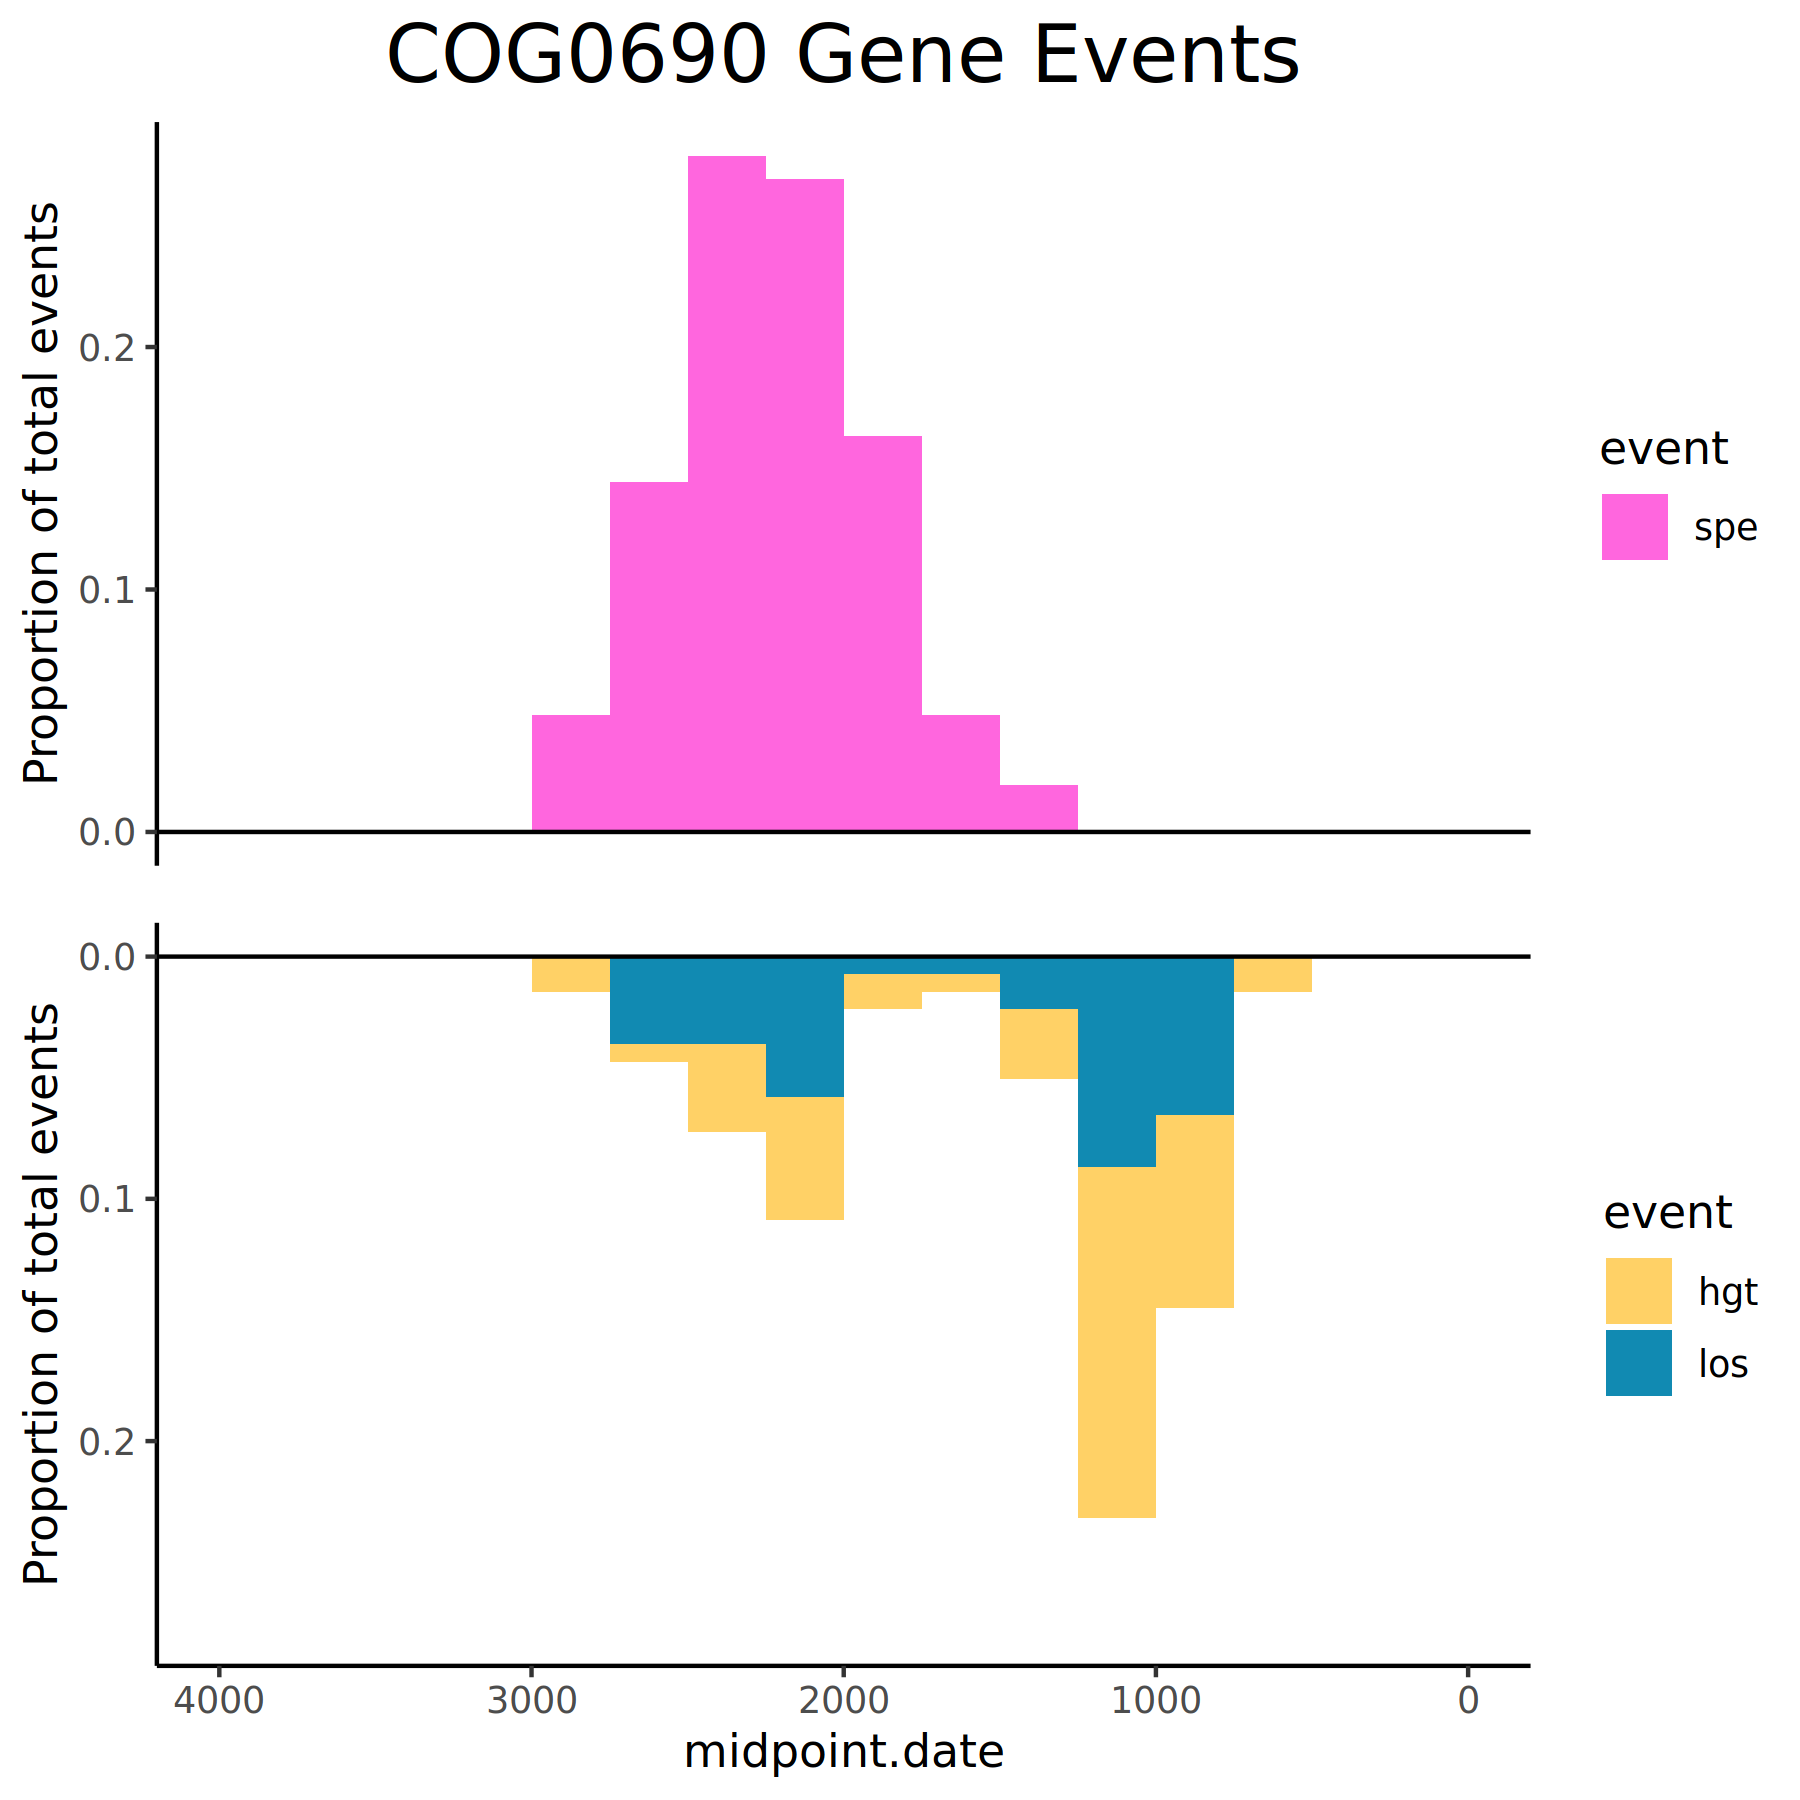 COG0690 Gene Events
Proportion of total events
0.2
0.1
0.0
event
spe
Proportion of total events
0.0
0.1
0.2
event
hgt
los
4000 3000 2000 1000 0
midpoint.date